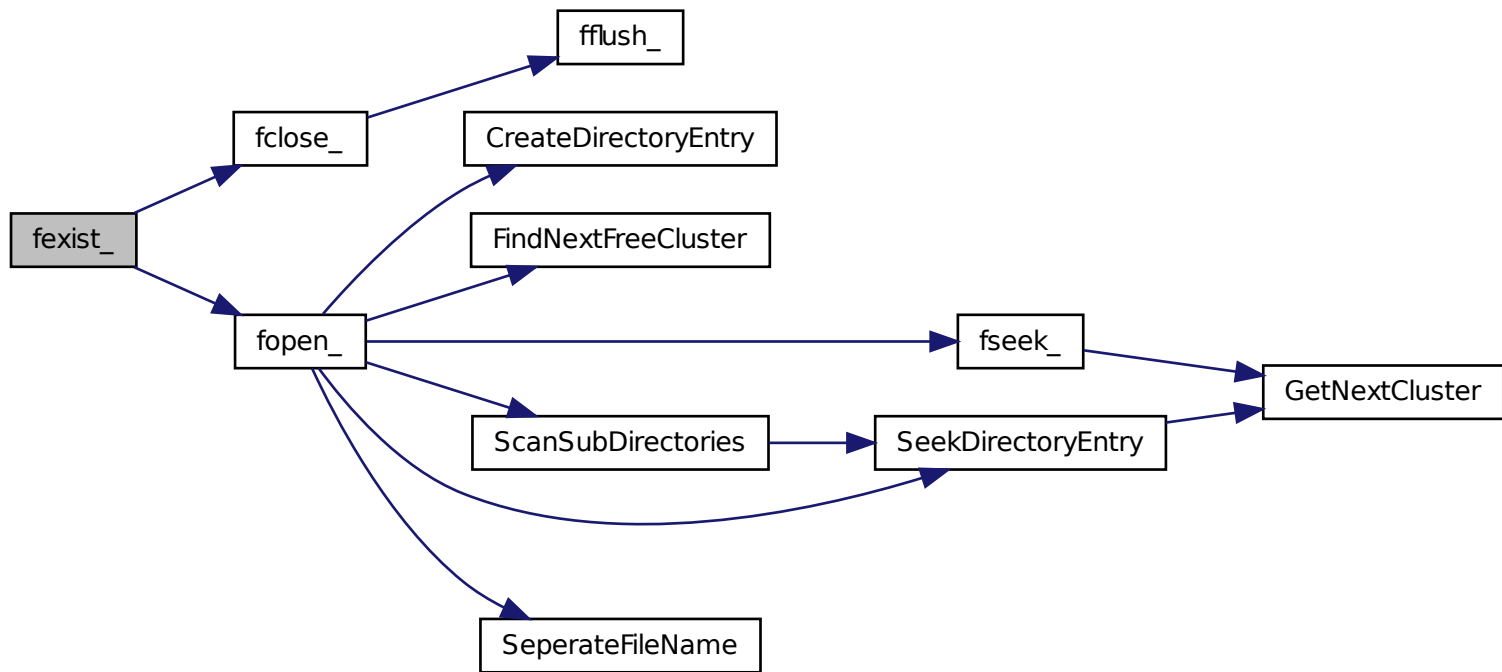 fflush_
fclose_
CreateDirectoryEntry
fexist_
FindNextFreeCluster
fopen_
fseek_
GetNextCluster
ScanSubDirectories
SeekDirectoryEntry
SeperateFileName